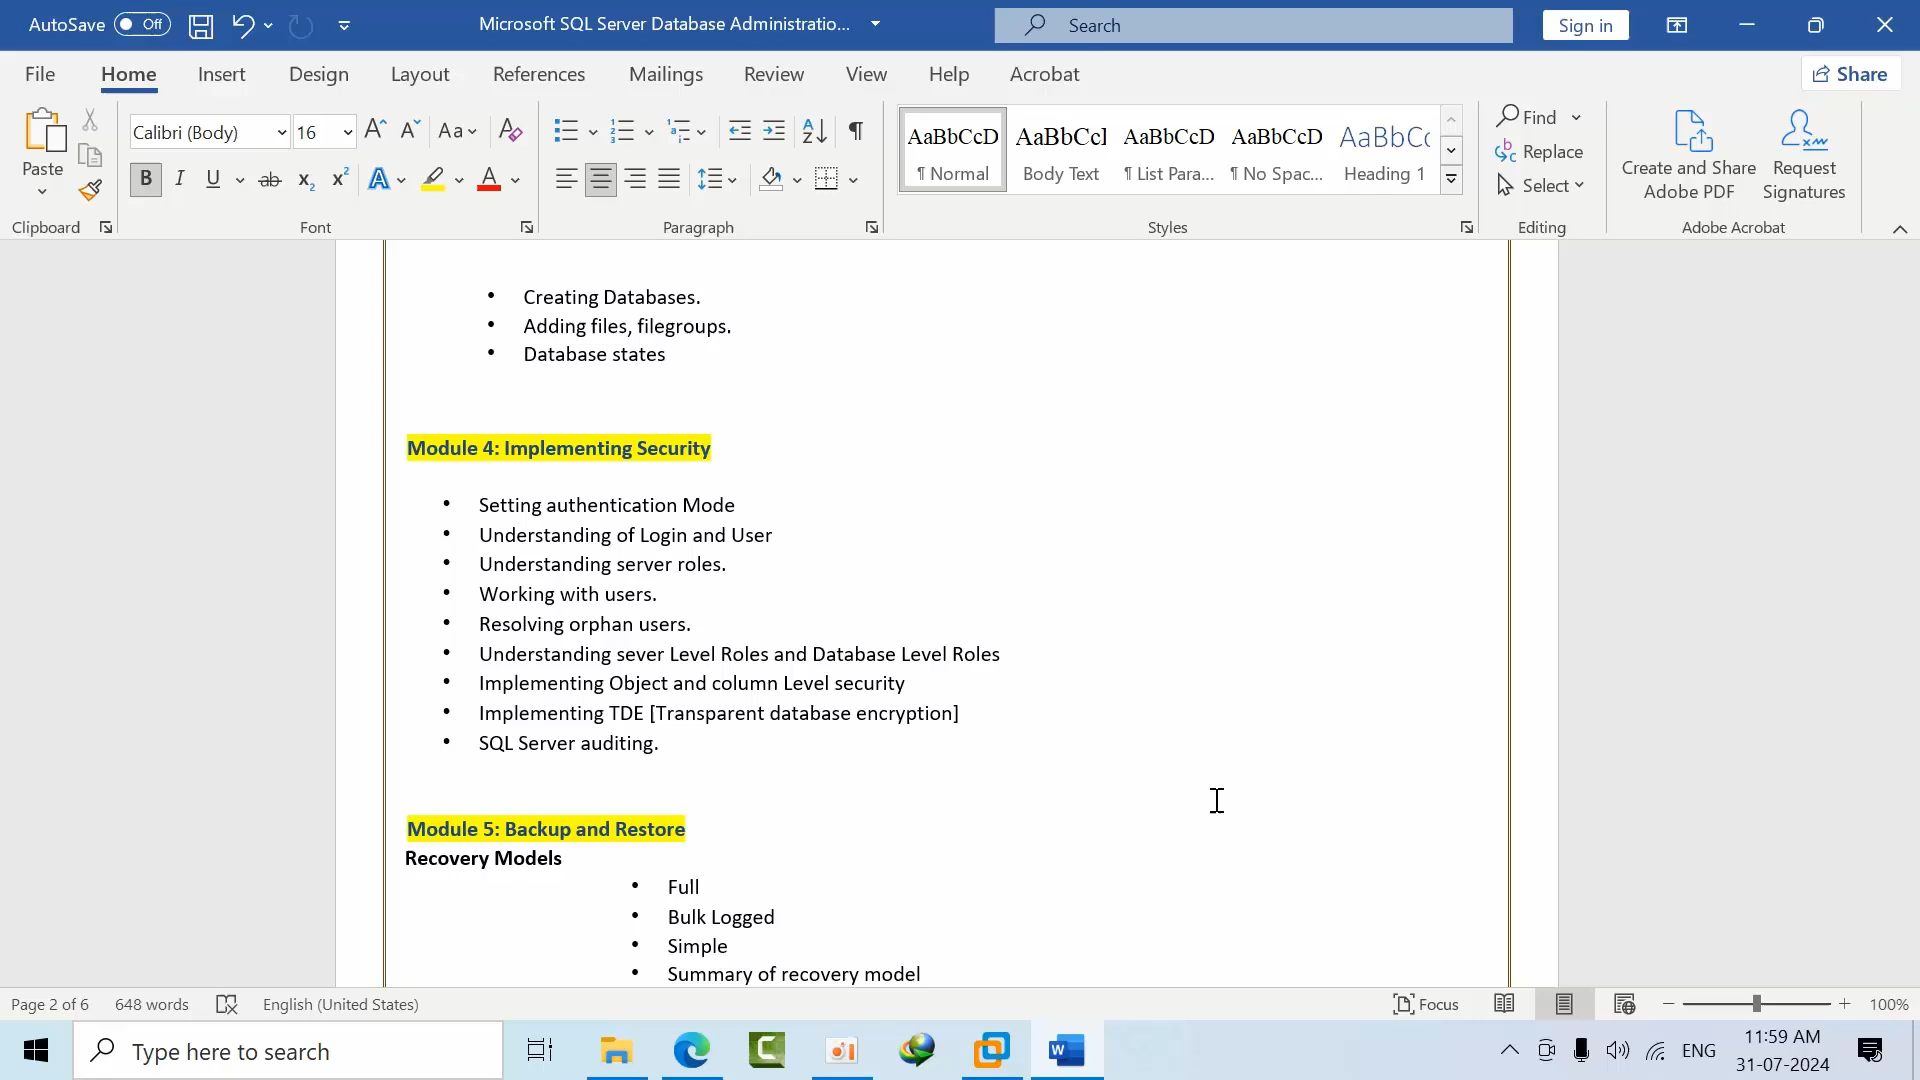 AutoSave Off
Microsoft SQL Server Database Administratio...
Search
Sign in
File Home Insert Design Layout References Mailings Review View Help Acrobat
Share
Paste
Calibri (Body) 16
Aa
AaBbCcD AaBbCcI AaBbCcD AaBbCcD AaBbCc
¶ Normal Body Text ¶ List Para... ¶ No Spac... Heading 1
Find
Replace
Select
Create and Share Adobe PDF
Request Signatures
Clipboard Font Paragraph Styles Editing Adobe Acrobat
• Creating Databases.
• Adding files, filegroups.
• Database states
Module 4: Implementing Security
• Setting authentication Mode
• Understanding of Login and User
• Understanding server roles.
• Working with users.
• Resolving orphan users.
• Understanding sever Level Roles and Database Level Roles
• Implementing Object and column Level security
• Implementing TDE [Transparent database encryption]
• SQL Server auditing.
Module 5: Backup and Restore
Recovery Models
• Full
• Bulk Logged
• Simple
• Summary of recovery model
Page 2 of 6 648 words English (United States) Focus 100%
Type here to search
ENG
11:59 AM
31-07-2024